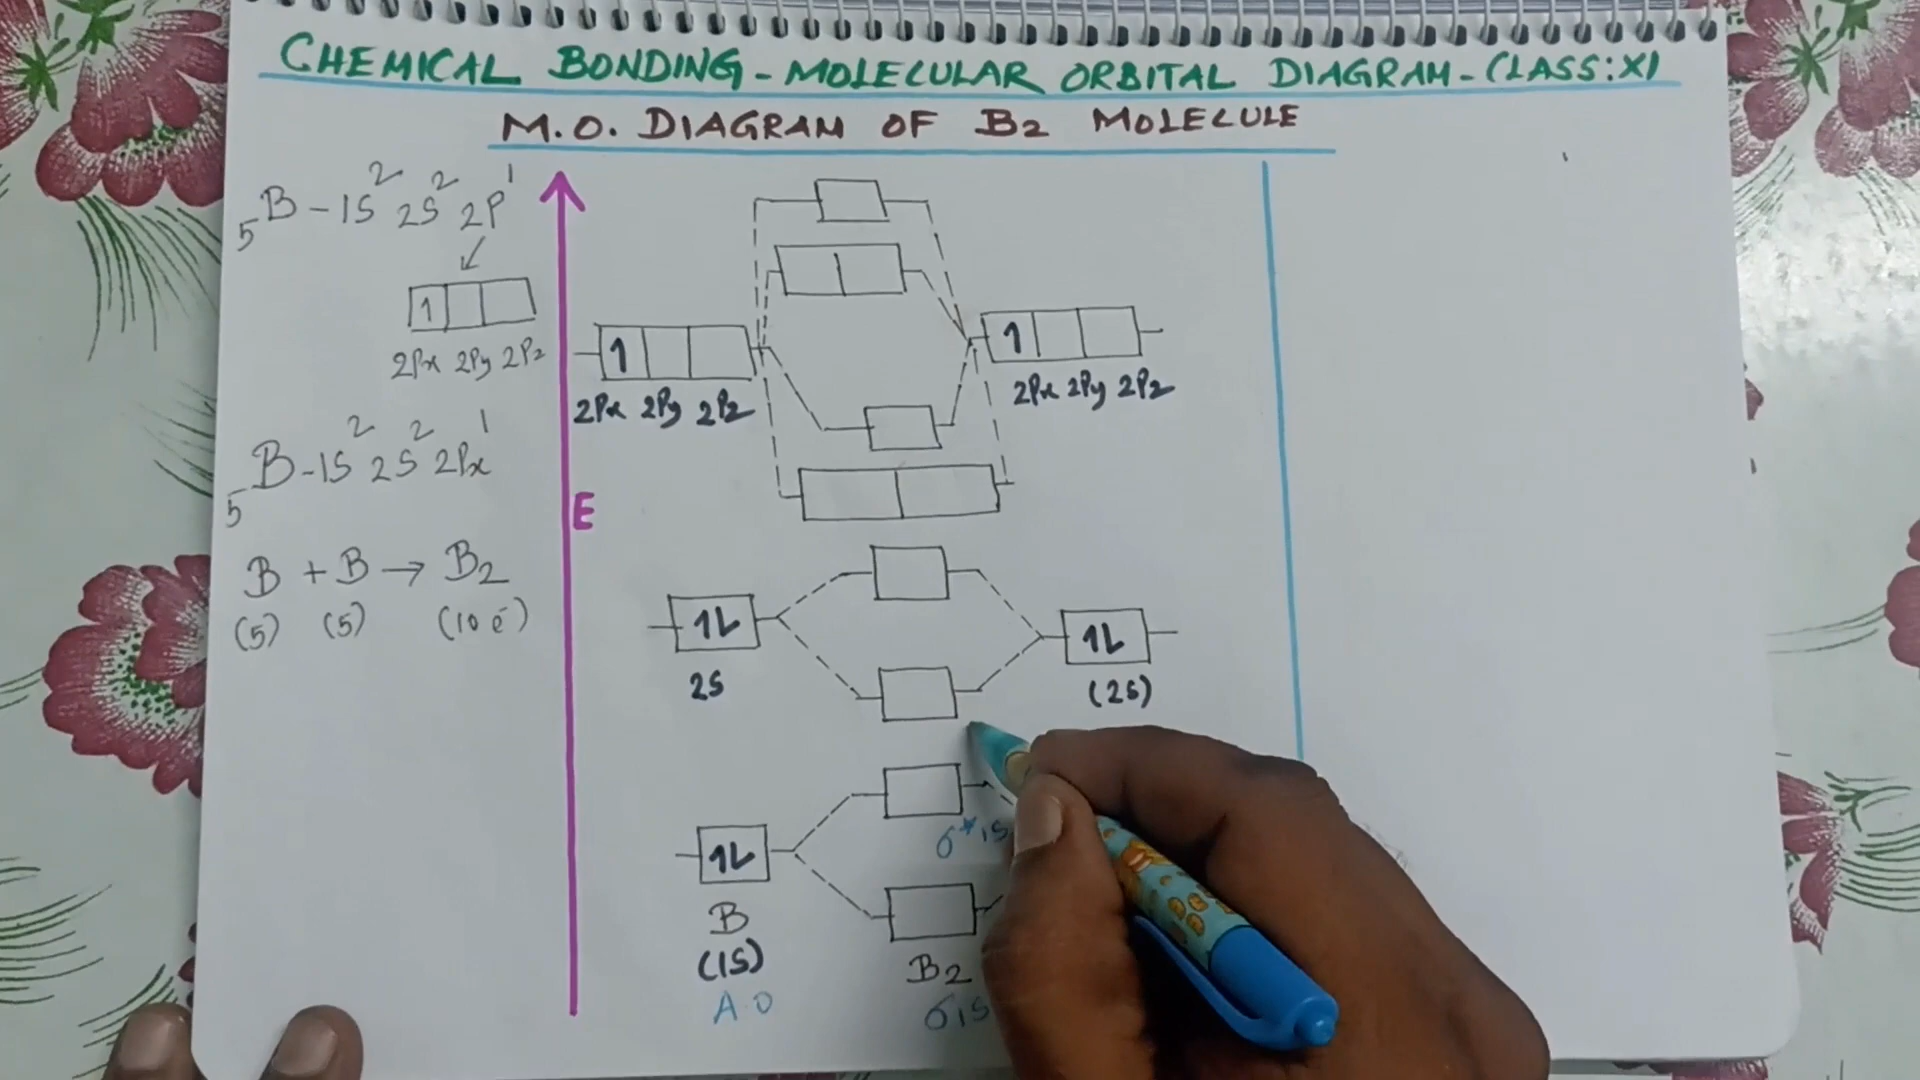 CHEMICAL BONDING - MOLECULAR ORBITAL DIAGRAM - CLASS: XI
M.O. DIAGRAM OF B2 MOLECULE
5B - 1S² 2S² 2P¹
1
2Px 2Py 2Pz
5B - 1S² 2S² 2Px¹
B + B → B2
(5) (5) (10 e⁻)
E
1
2Px 2Py 2Pz
1
2Px 2Py 2Pz
1L
2S
1L
(2S)
σ*1S
1L
B
(1S)
A.O
B2
σ1S